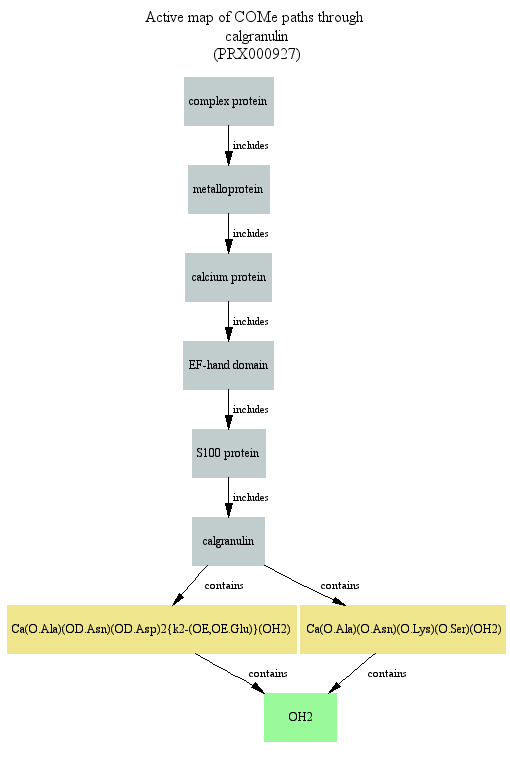 Active map of COMe paths through
calgranulin
(PRX000927)
complex protein
includes
metalloprotein
includes
calcium protein
includes
EF-hand domain
includes
S100 protein
includes
calgranulin
contains
contains
Ca(O.Ala)(OD.Asn)(OD.Asp)2{k2-(OE,OE.Glu)}(OH2)
Ca(O.Ala)(O.Asn)(O.Lys)(O.Ser)(OH2)
contains
contains
OH2